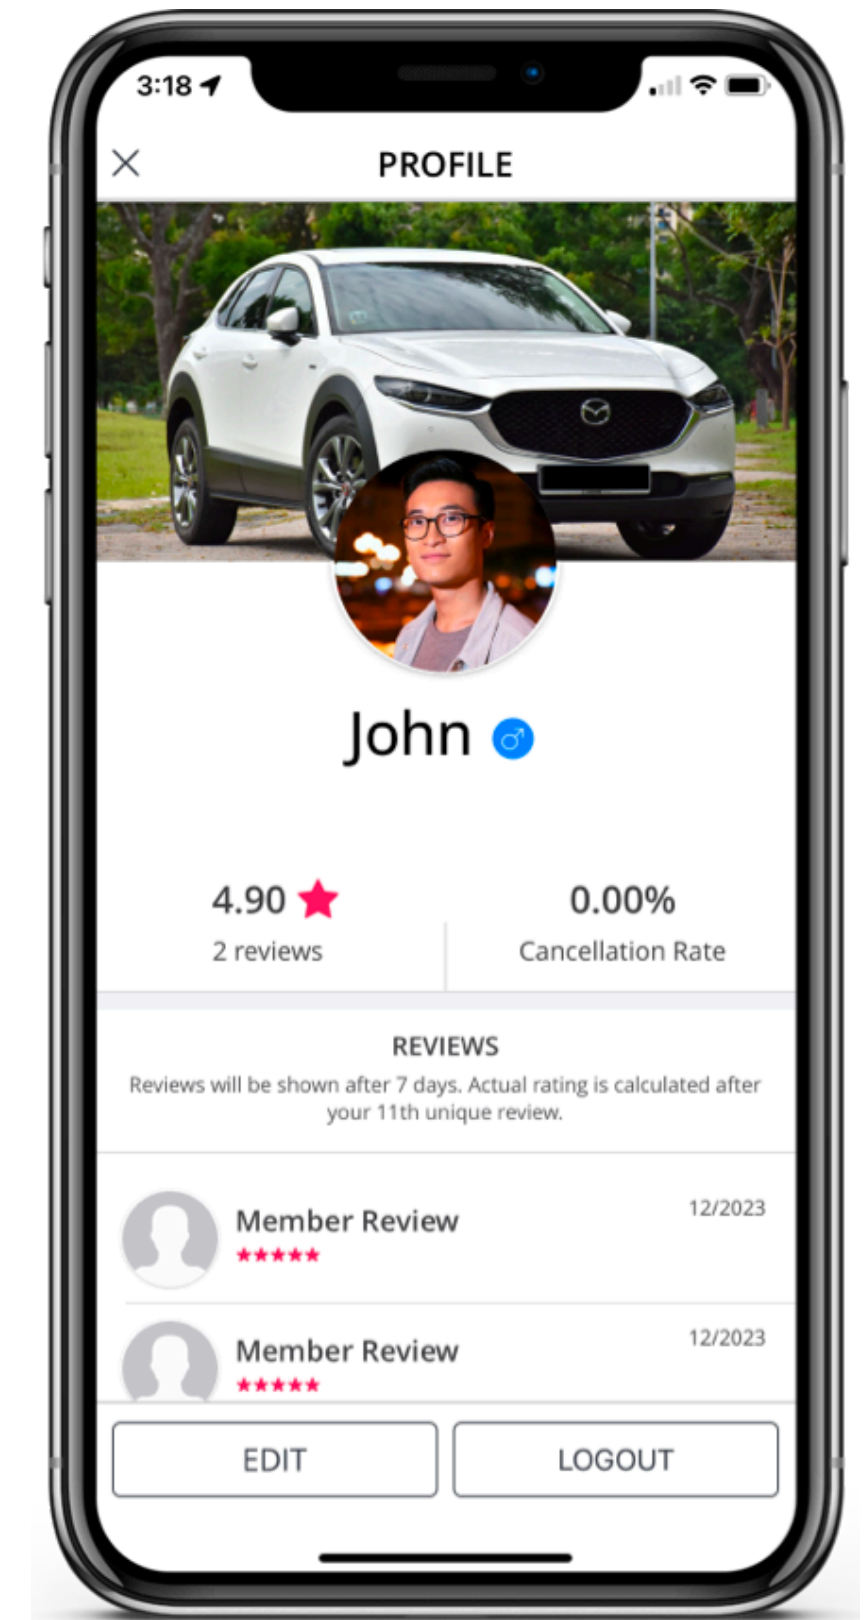 3:18
PROFILE
John
4.90
2 reviews
0.00%
Cancellation Rate
REVIEWS
Reviews will be shown after 7 days. Actual rating is calculated after
your 11th unique review.
Member Review
12/2023
Member Review
12/2023
EDIT
LOGOUT